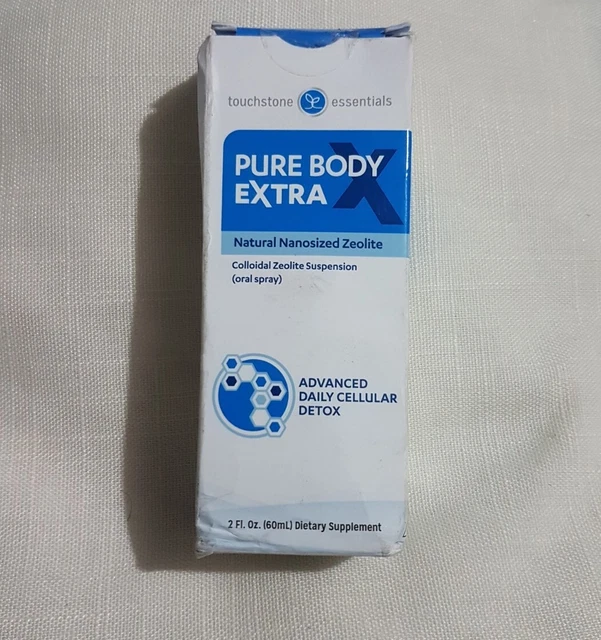 touchstone essentials
PURE BODY
EXTRA X
Natural Nanosized Zeolite
Colloidal Zeolite Suspension
(oral spray)
ADVANCED
DAILY CELLULAR
DETOX
2 Fl. Oz. (60mL) Dietary Supplement